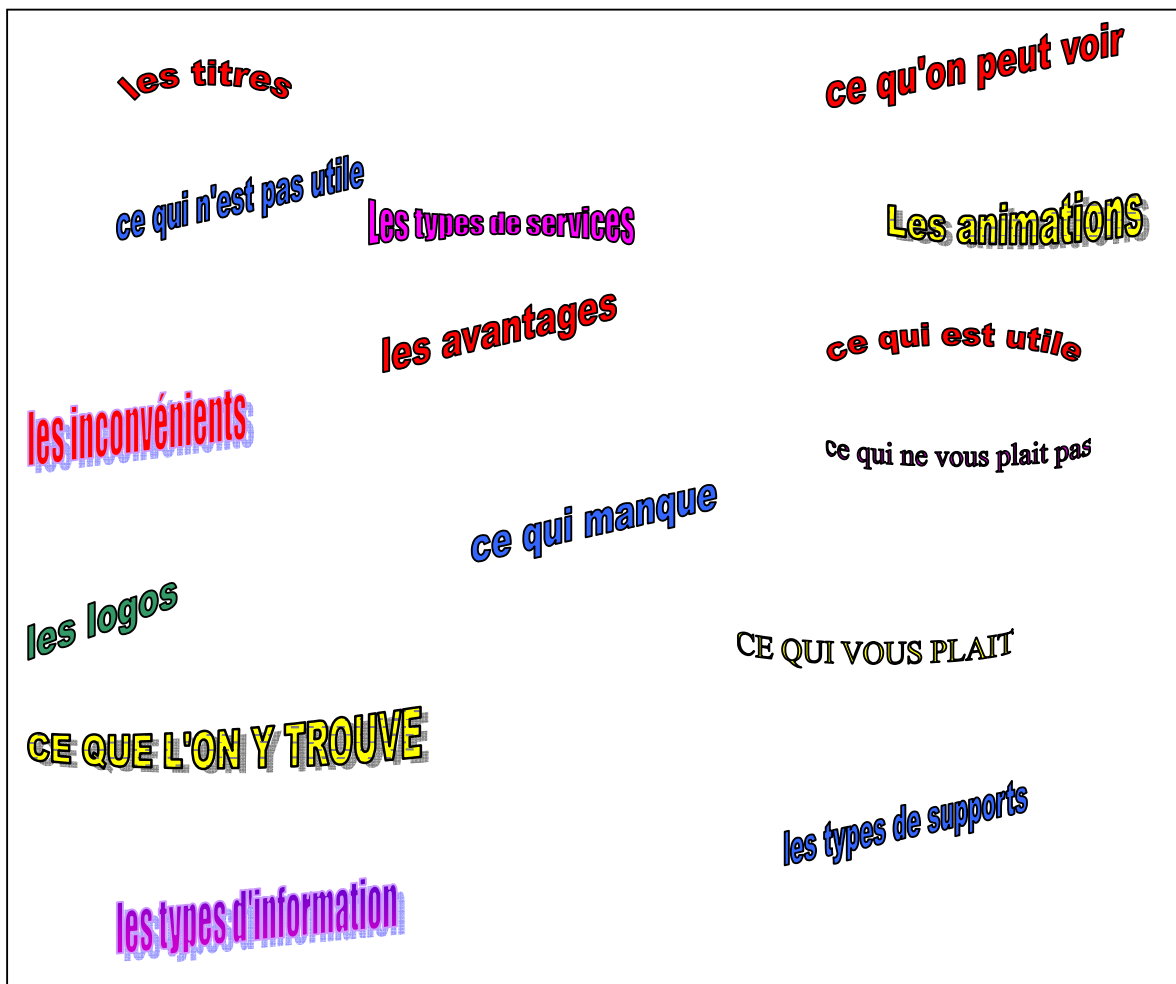 les titres
ce qu'on peut voir
ce qui n'est pas utile
Les types de services
Les animations
les avantages
ce qui est utile
les inconvénients
ce qui ne vous plait pas
ce qui manque
les logos
CE QUI VOUS PLAIT
CE QUE L'ON Y TROUVE
les types de supports
les types d'information